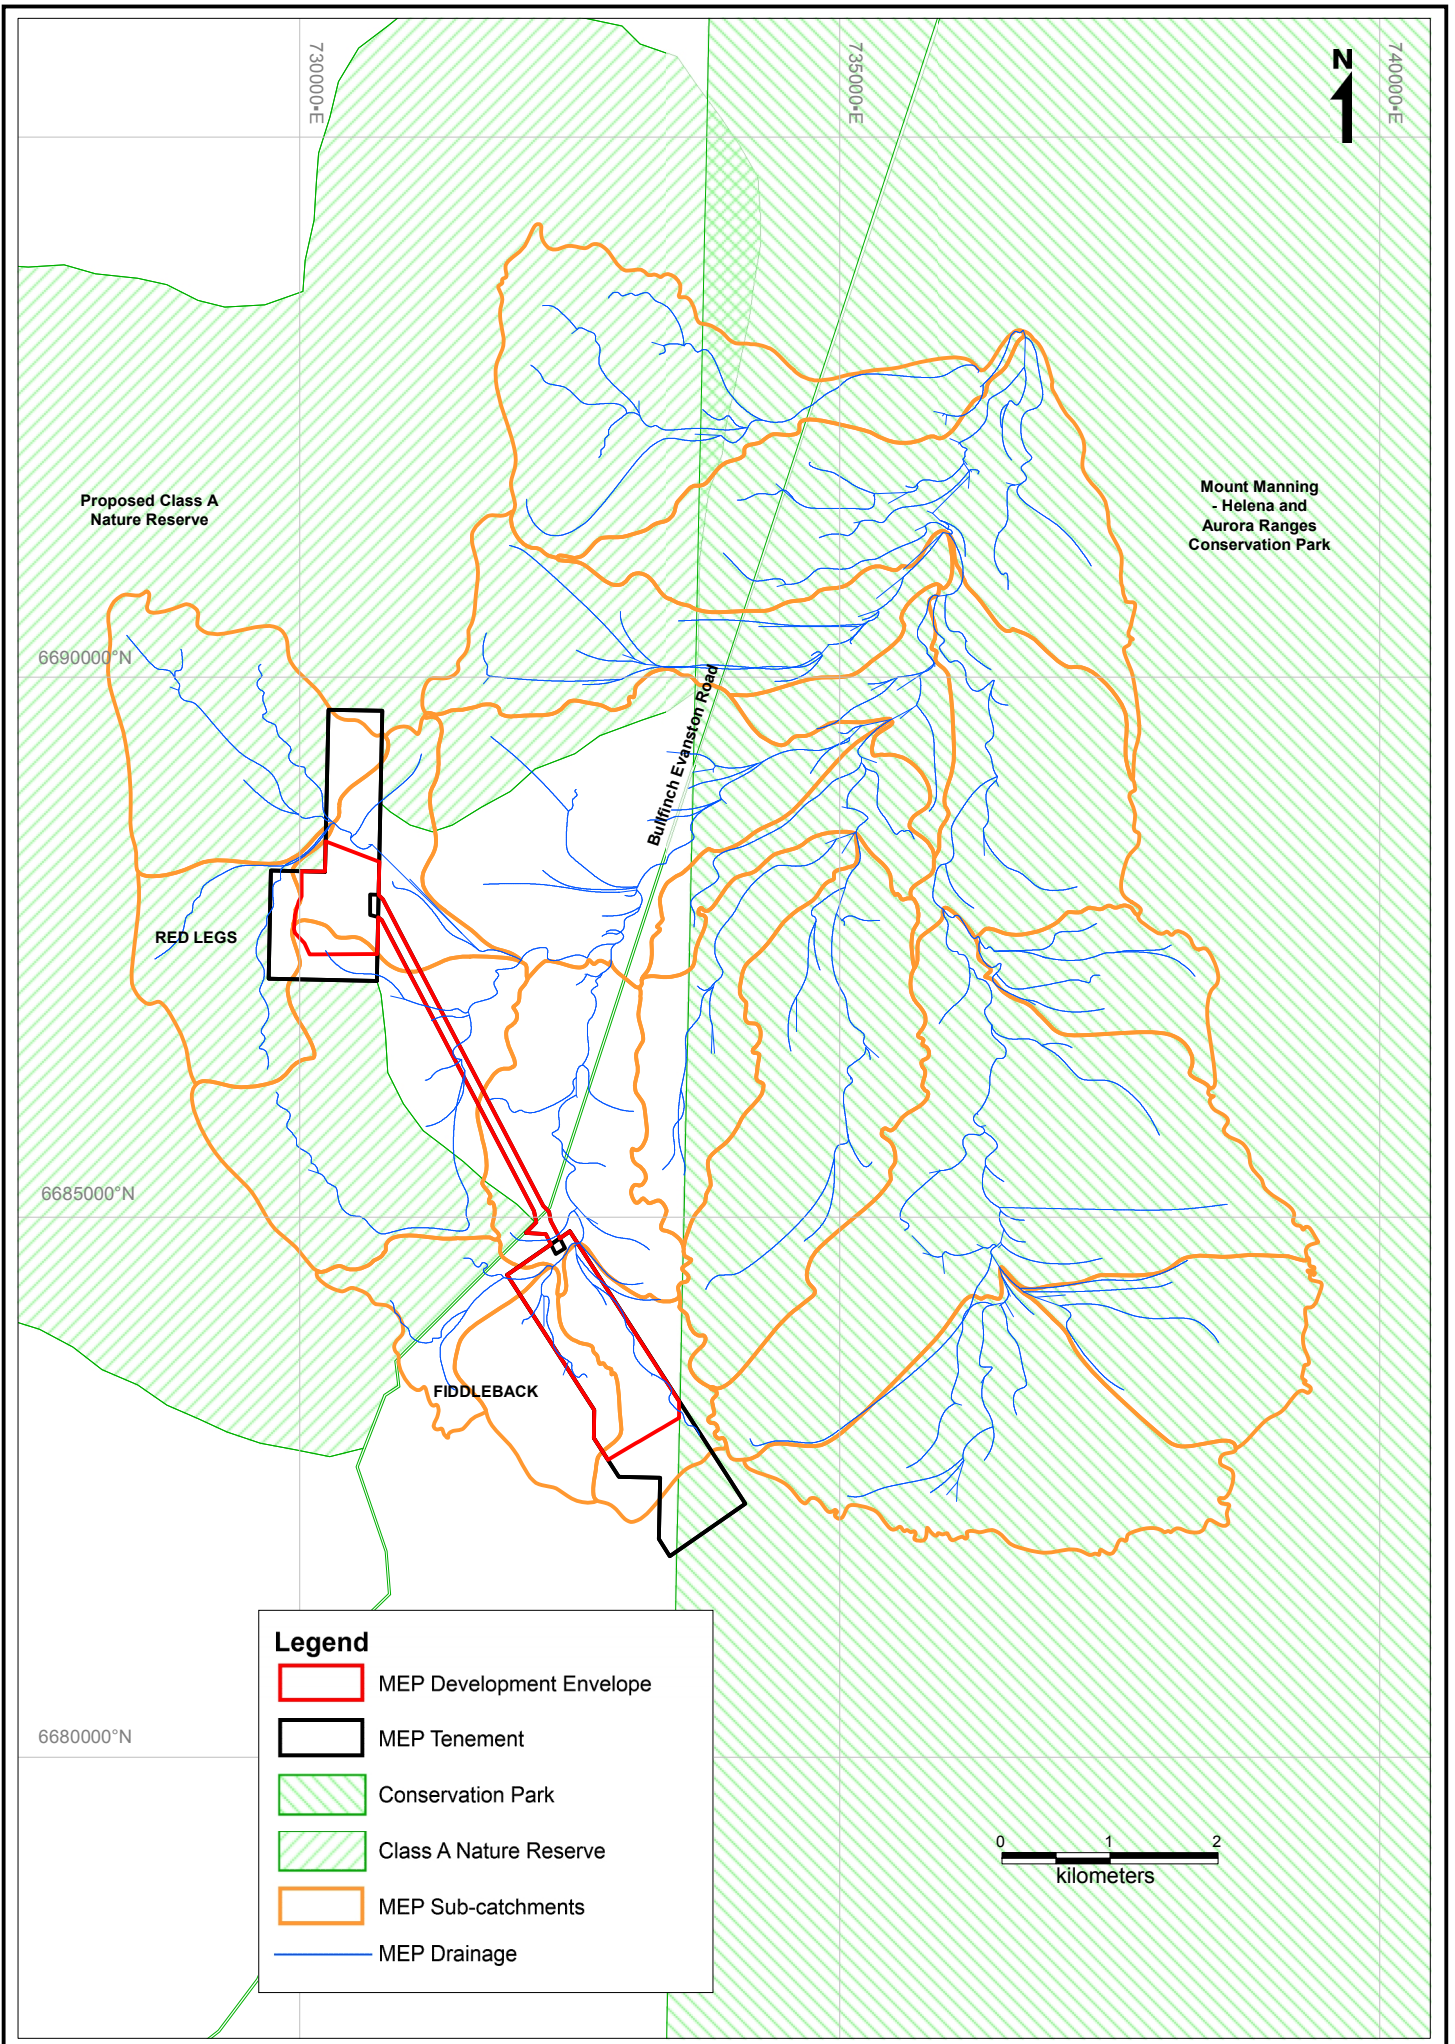 730000°E
735000°E
740000°E
N
Proposed Class A
Nature Reserve
Mount Manning
- Helena and
Aurora Ranges
Conservation Park
6690000°N
Bullfinch Evanston Road
RED LEGS
6685000°N
FIDDLEBACK
6680000°N
Legend
MEP Development Envelope
MEP Tenement
Conservation Park
Class A Nature Reserve
MEP Sub-catchments
MEP Drainage
0 1 2
kilometers